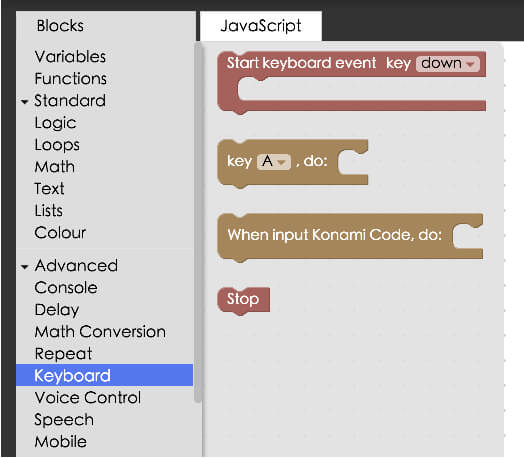 Blocks
JavaScript
Variables
Functions
Standard
Logic
Loops
Math
Text
Lists
Colour
Advanced
Console
Delay
Math Conversion
Repeat
Keyboard
Voice Control
Speech
Mobile
Start keyboard event key down
key A , do:
When input Konami Code, do:
Stop